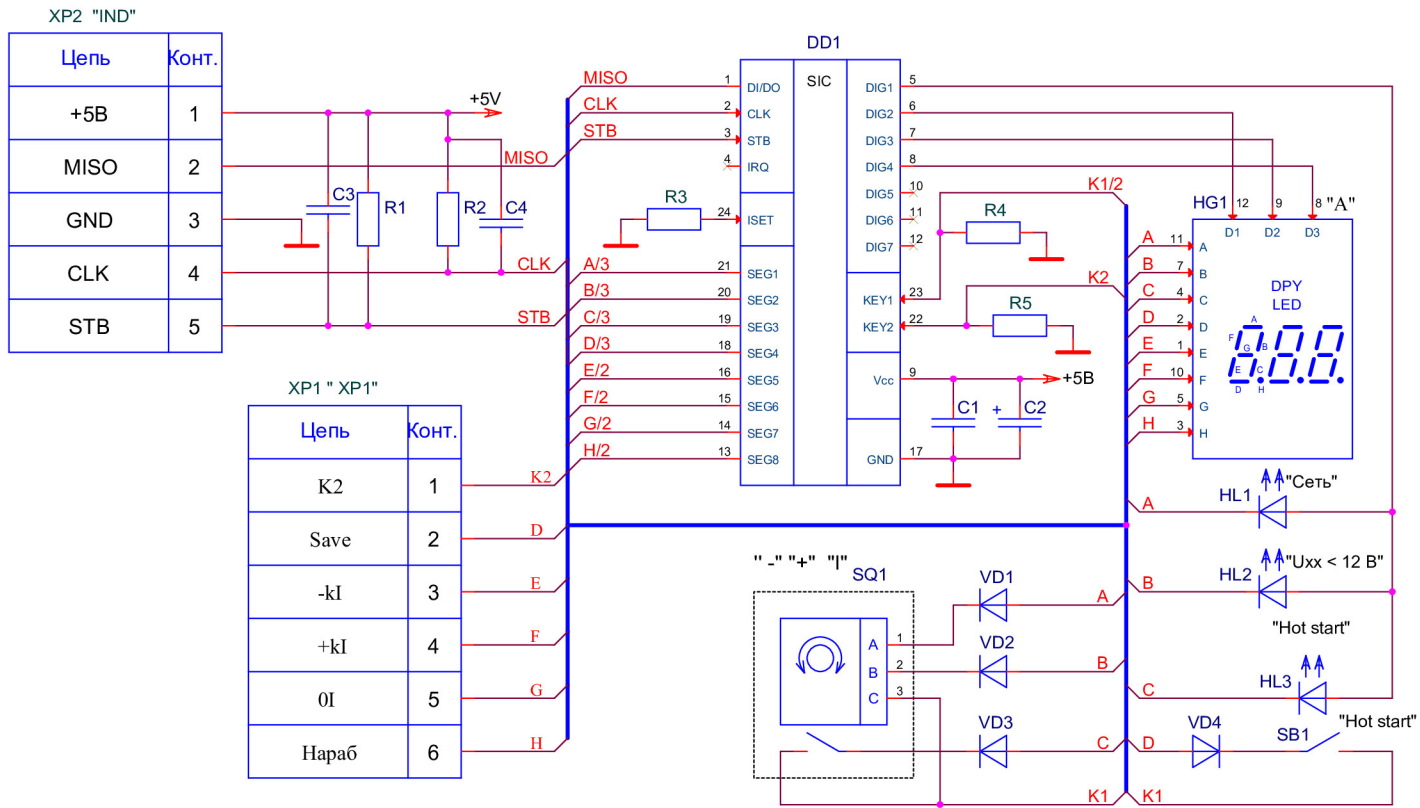 XP2 "IND"
Цепь Конт.
+5В 1
MISO 2
GND 3
CLK 4
STB 5
+5V
MISO
CLK
STB
C3
R1
R2
C4
XP1 " XP1"
Цепь Конт.
K2 1
Save 2
-kI 3
+kI 4
0I 5
Нараб 6
K2
D
E
F
G
H
MISO
CLK
STB
R3
A/3
B/3
C/3
D/3
E/2
F/2
G/2
H/2
DD1
SIC
1 DI/DO
2 CLK
3 STB
4 IRQ
24 ISET
21 SEG1
20 SEG2
19 SEG3
18 SEG4
16 SEG5
15 SEG6
14 SEG7
13 SEG8
DIG1 5
DIG2 6
DIG3 7
DIG4 8
DIG5 10
DIG6 11
DIG7 12
KEY1 23
KEY2 22
Vcc 9
GND 17
K1/2
R4
K2
R5
+5В
C1
+ C2
HG1 12 9 8 "A"
D1 D2 D3
A 11 A
B 7 B
C 4 C
D 2 D
E 1 E
F 10 F
G 5 G
H 3 H
DPY
LED
A
F
G
B
E
C
D
H
A HL1 "Сеть"
B HL2 "Uxx < 12 В"
"Hot start"
C HL3
"Hot start"
D VD4 SB1
K1
" -" "+" "I"
SQ1
A 1
B 2
C 3
VD1 A
VD2 B
VD3 C
K1